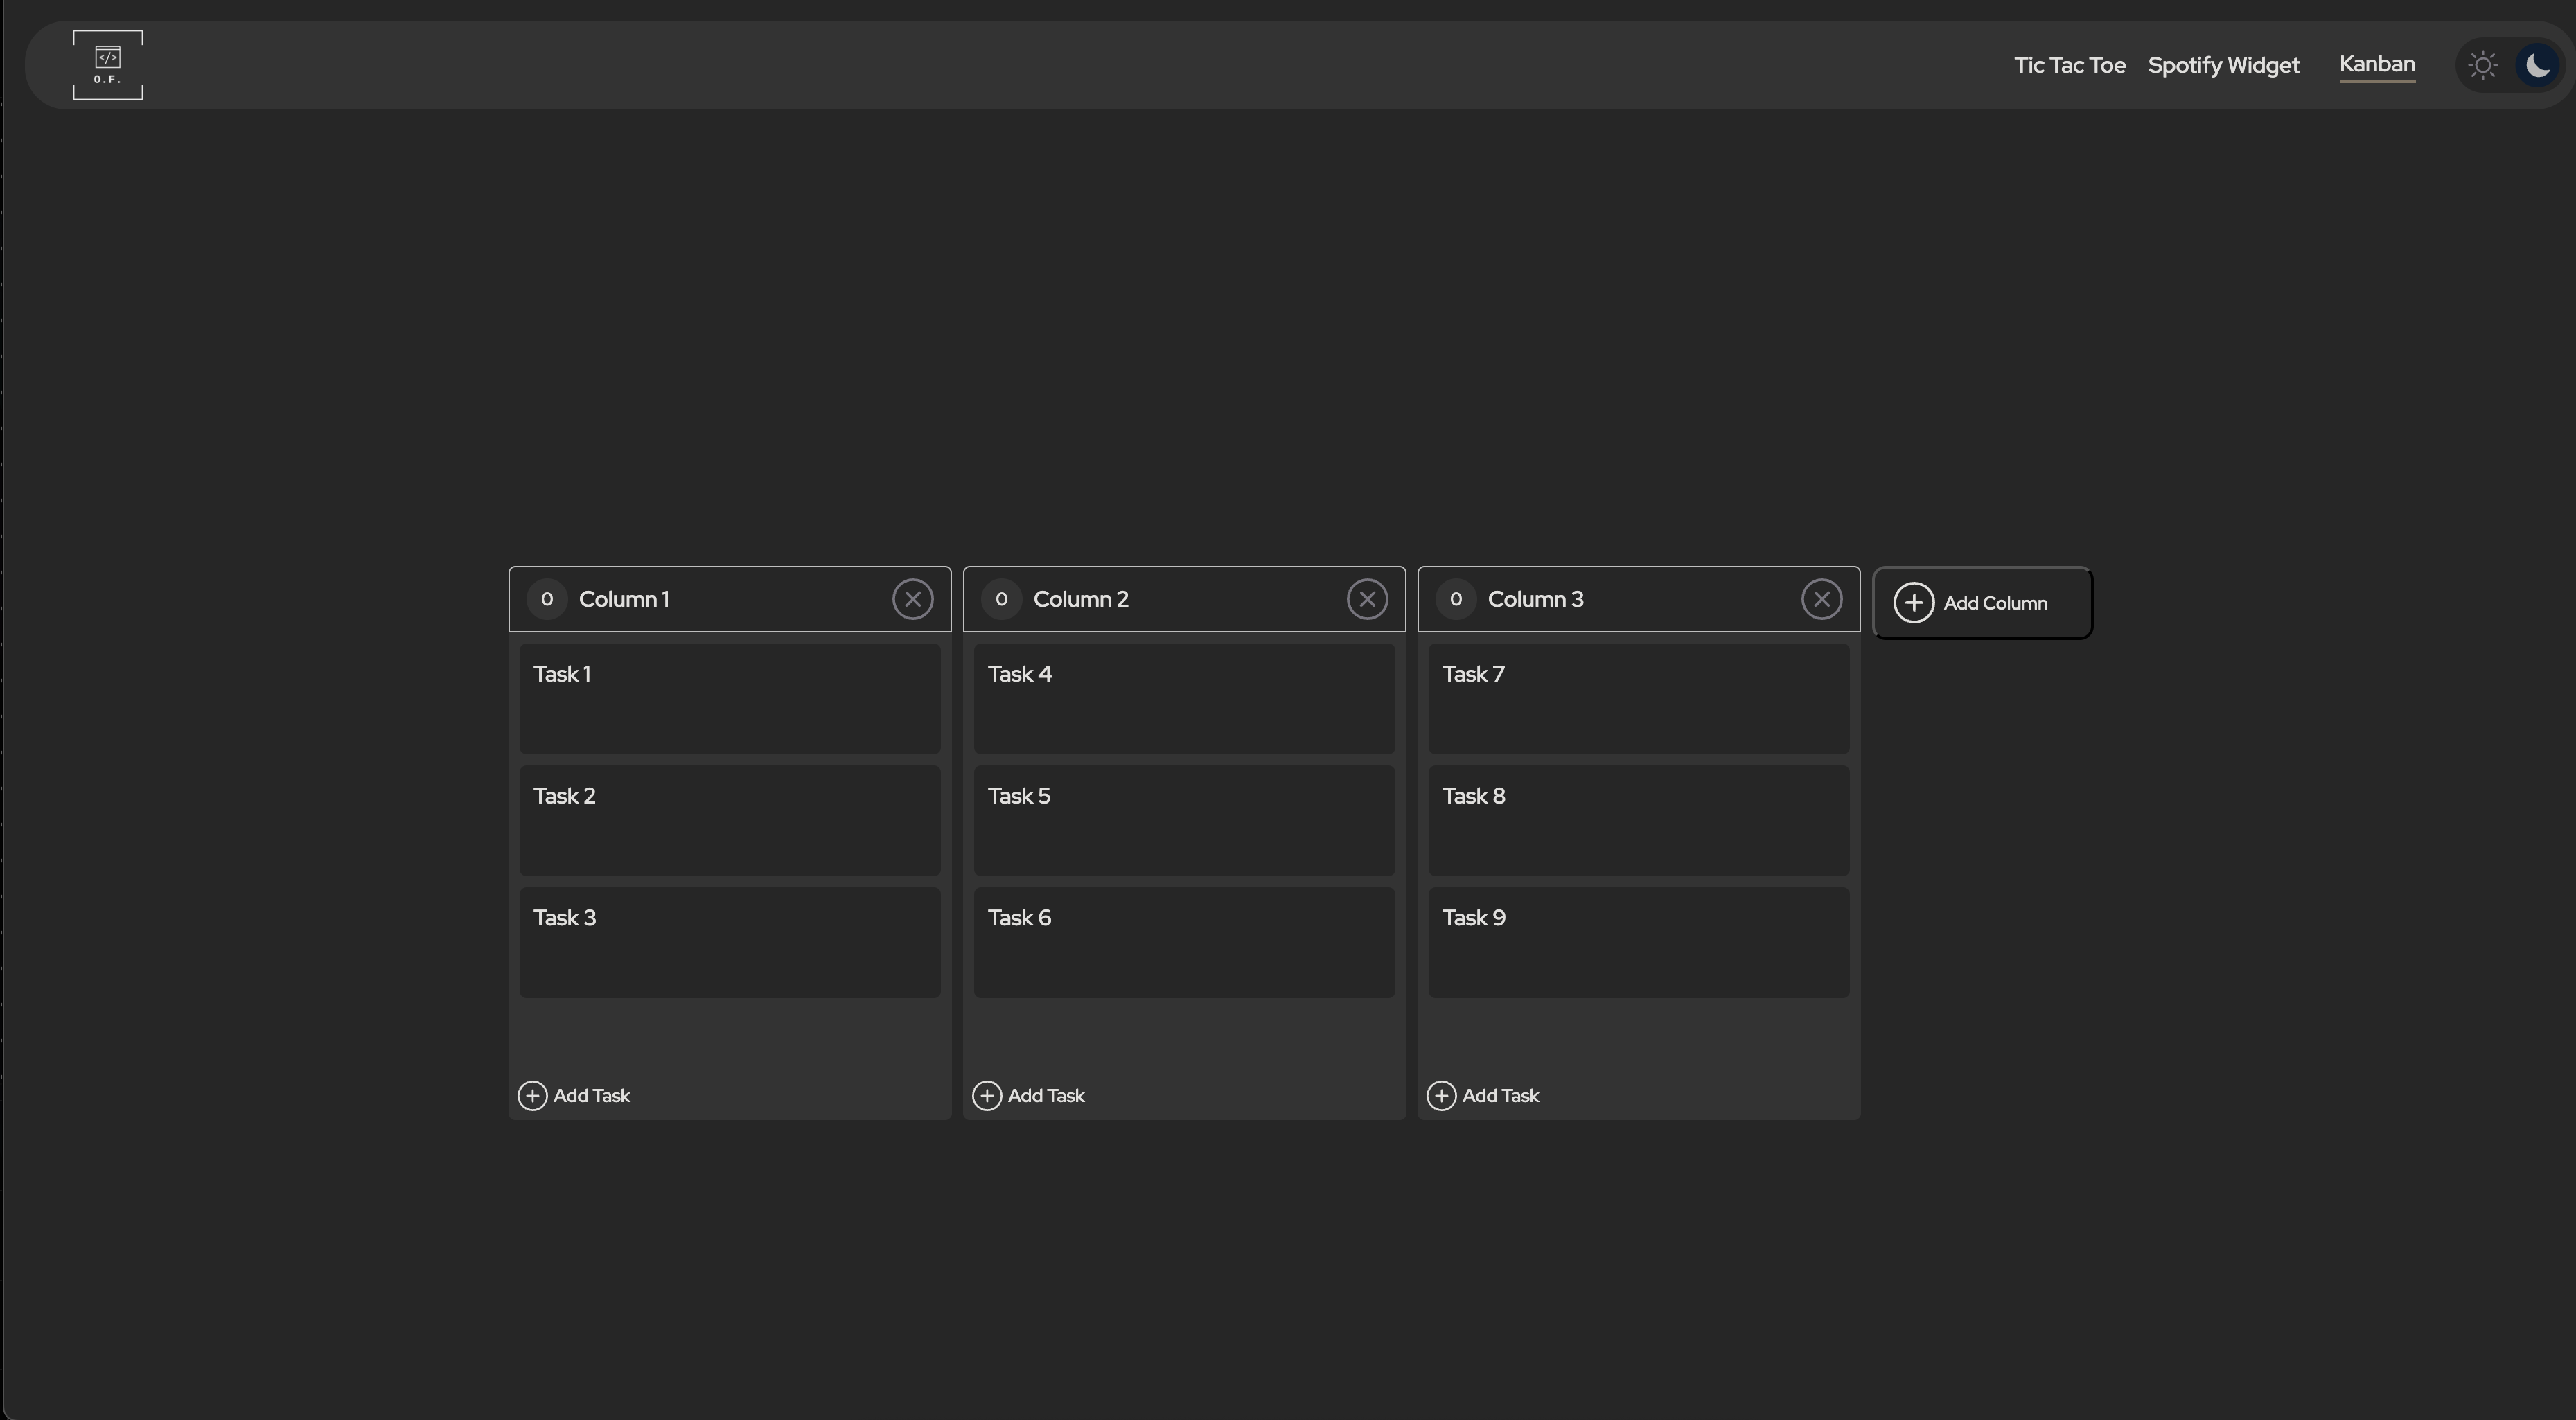 </>
O.F.
Tic Tac Toe Spotify Widget Kanban
0 Column 1
Task 1
Task 2
Task 3
Add Task
0 Column 2
Task 4
Task 5
Task 6
Add Task
0 Column 3
Task 7
Task 8
Task 9
Add Task
Add Column